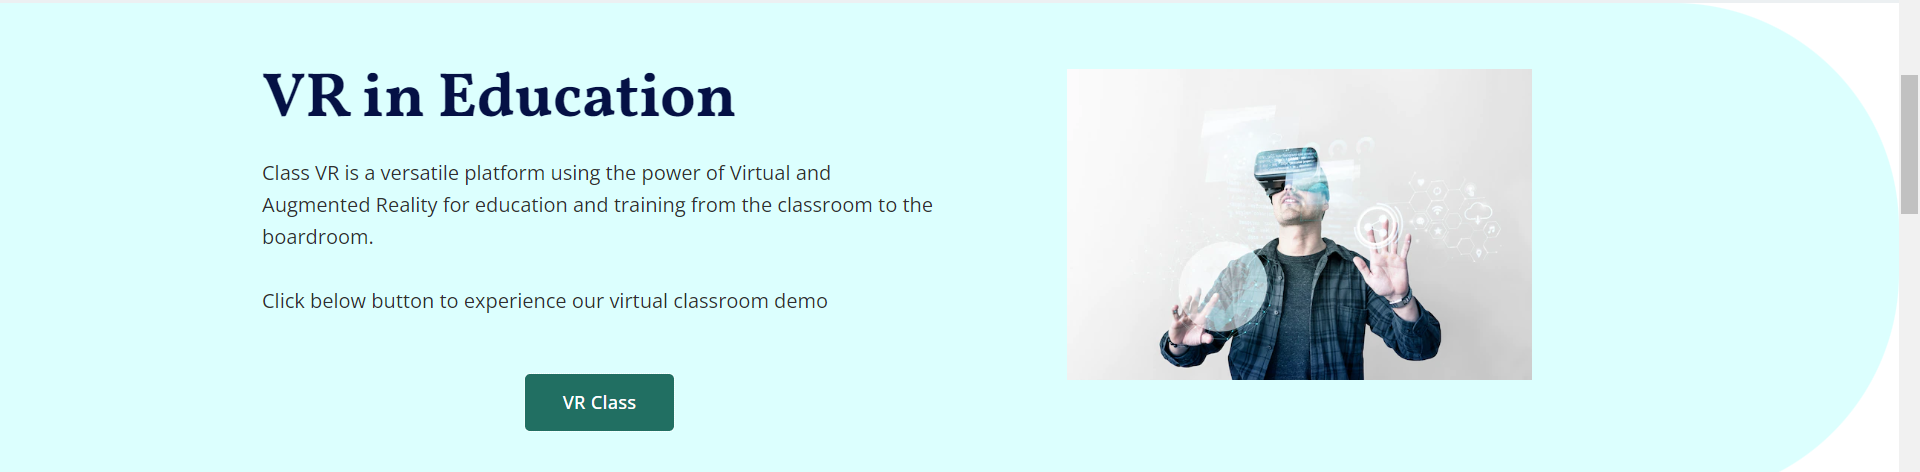 VR in Education
Class VR is a versatile platform using the power of Virtual and
Augmented Reality for education and training from the classroom to the
boardroom.
Click below button to experience our virtual classroom demo
VR Class